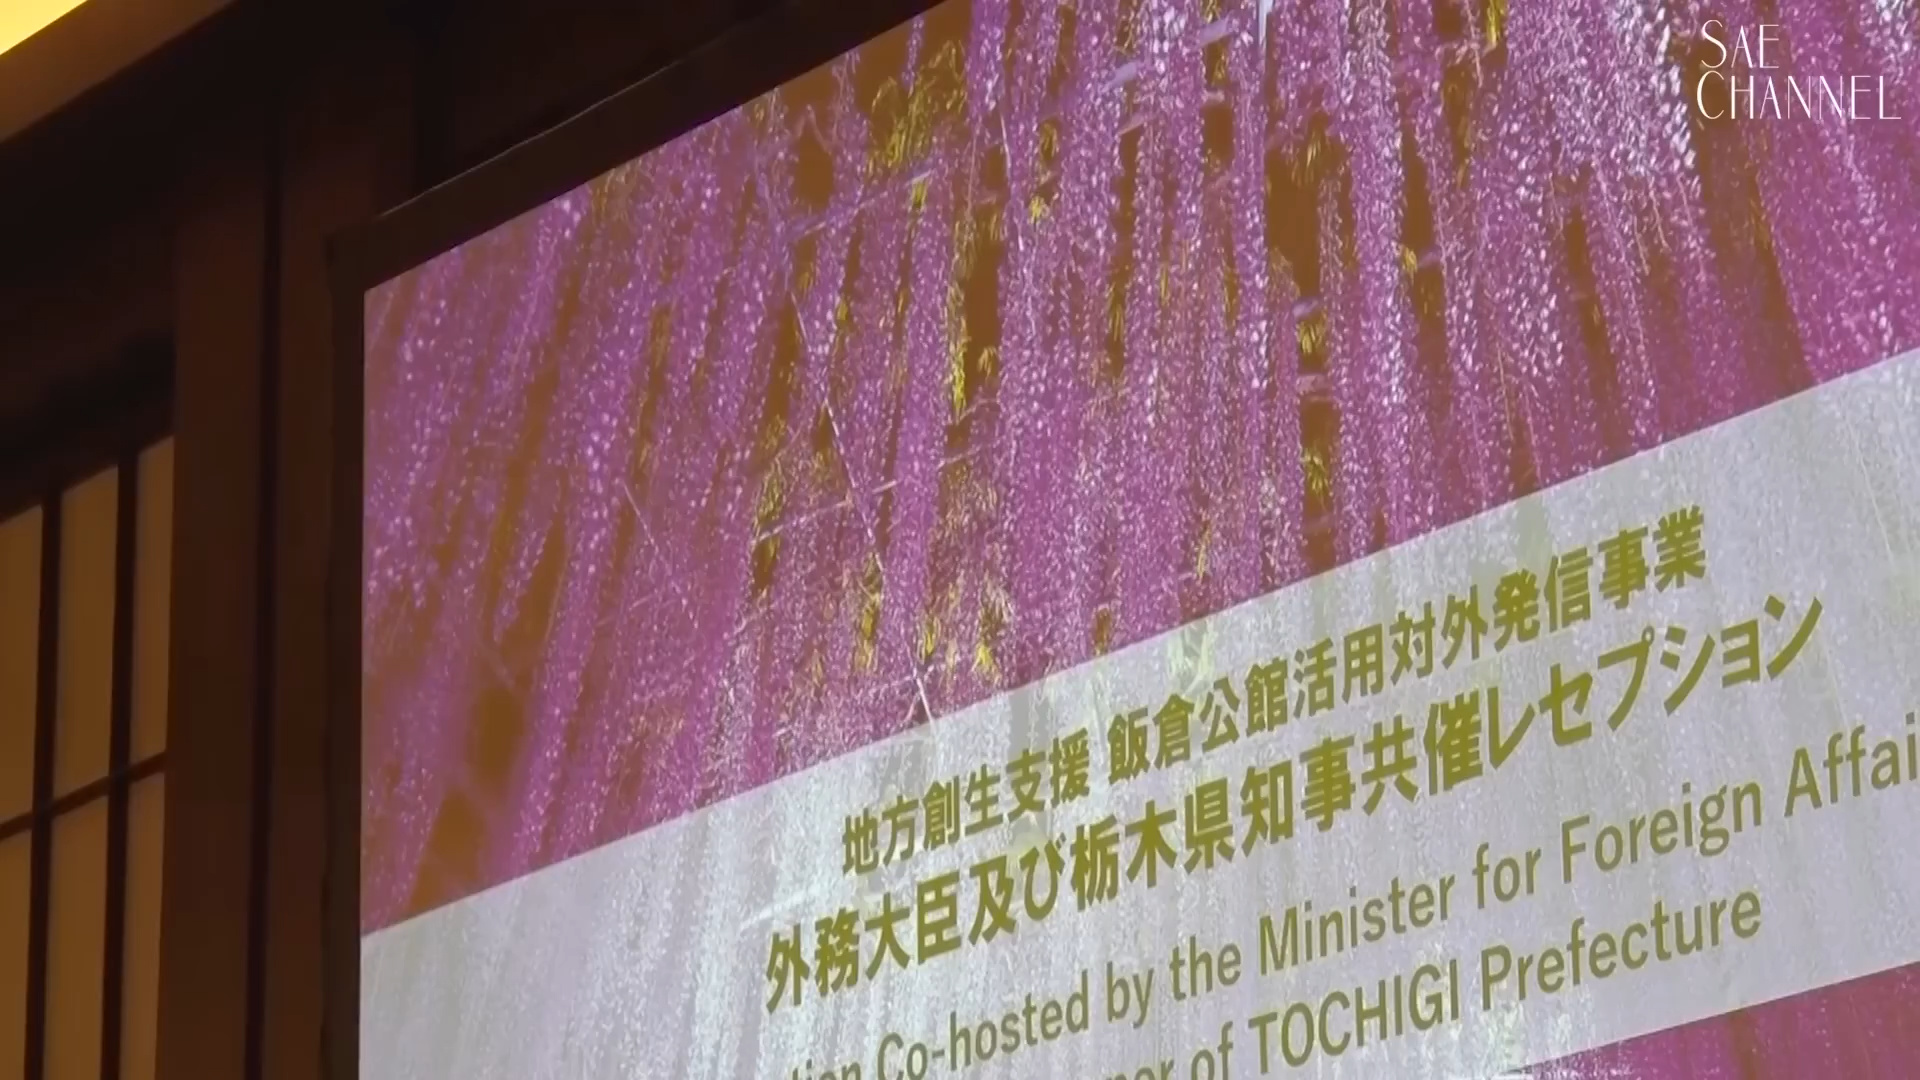 SAE
CHANNEL
地方創生支援 飯倉公館活用対外発信事業
外務大臣及び栃木県知事共催レセプション
Co-hosted by the Minister for Foreign
of TOCHIGI Prefecture